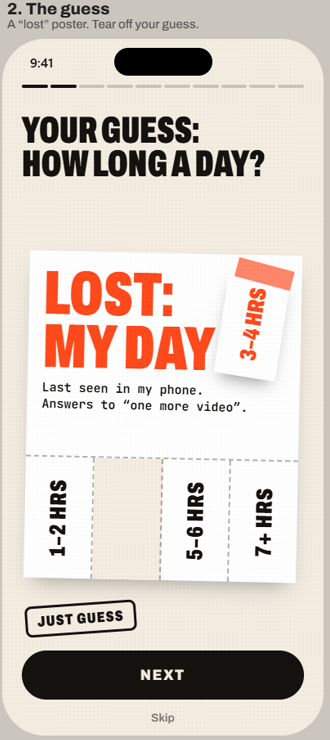 2. The guess
A “lost” poster. Tear off your guess.
9:41
YOUR GUESS:
HOW LONG A DAY?
LOST:
MY DAY
3–4 HRS
Last seen in my phone.
Answers to “one more video”.
1–2 HRS
5–6 HRS
7+ HRS
JUST GUESS
NEXT
Skip